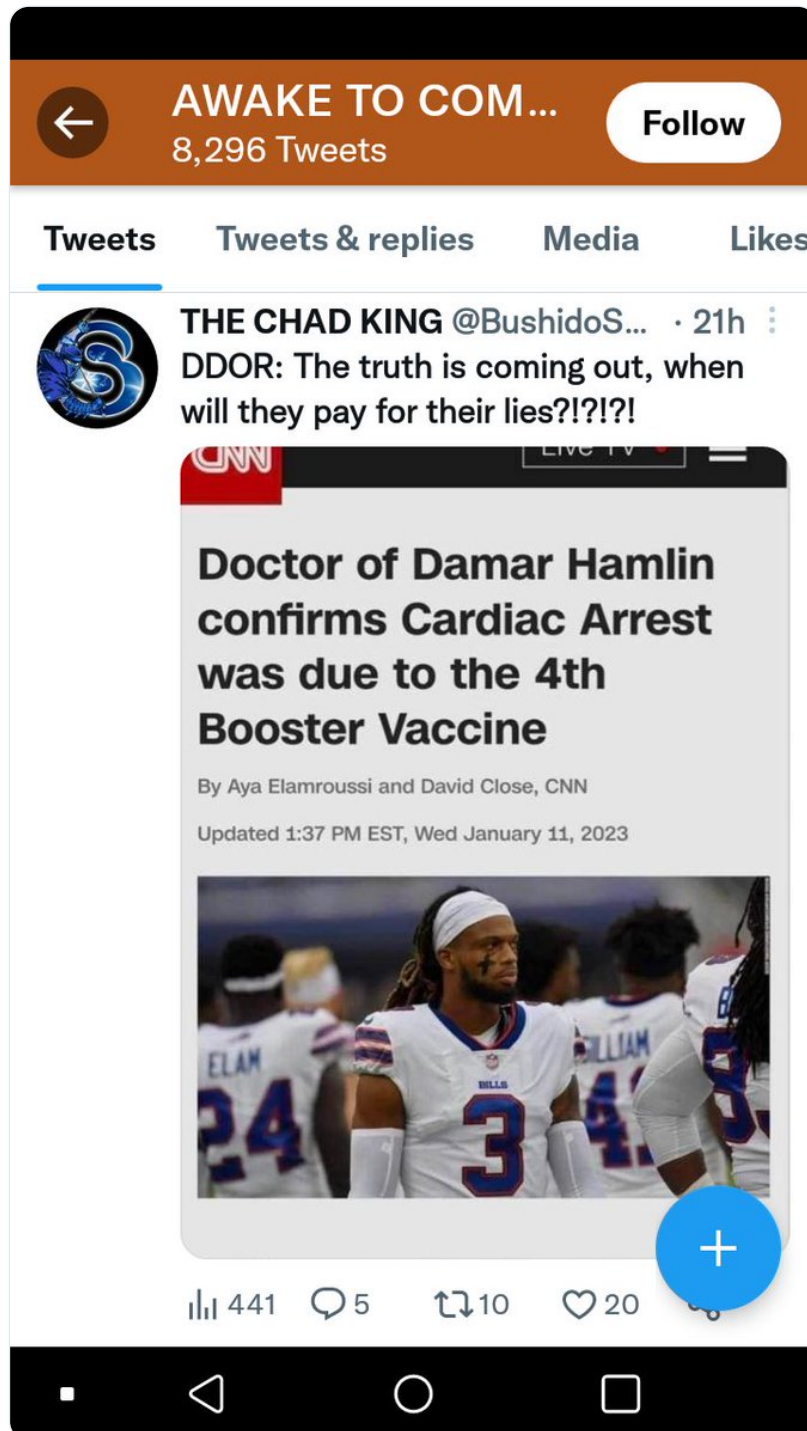 AWAKE TO COM...
8,296 Tweets
Follow
Tweets Tweets & replies Media Likes
THE CHAD KING @BushidoS... · 21h
DDOR: The truth is coming out, when
will they pay for their lies?!?!?!
CNN Live TV
Doctor of Damar Hamlin
confirms Cardiac Arrest
was due to the 4th
Booster Vaccine
By Aya Elamroussi and David Close, CNN
Updated 1:37 PM EST, Wed January 11, 2023
ELAM
24
BILLS
3
441 5 10 20